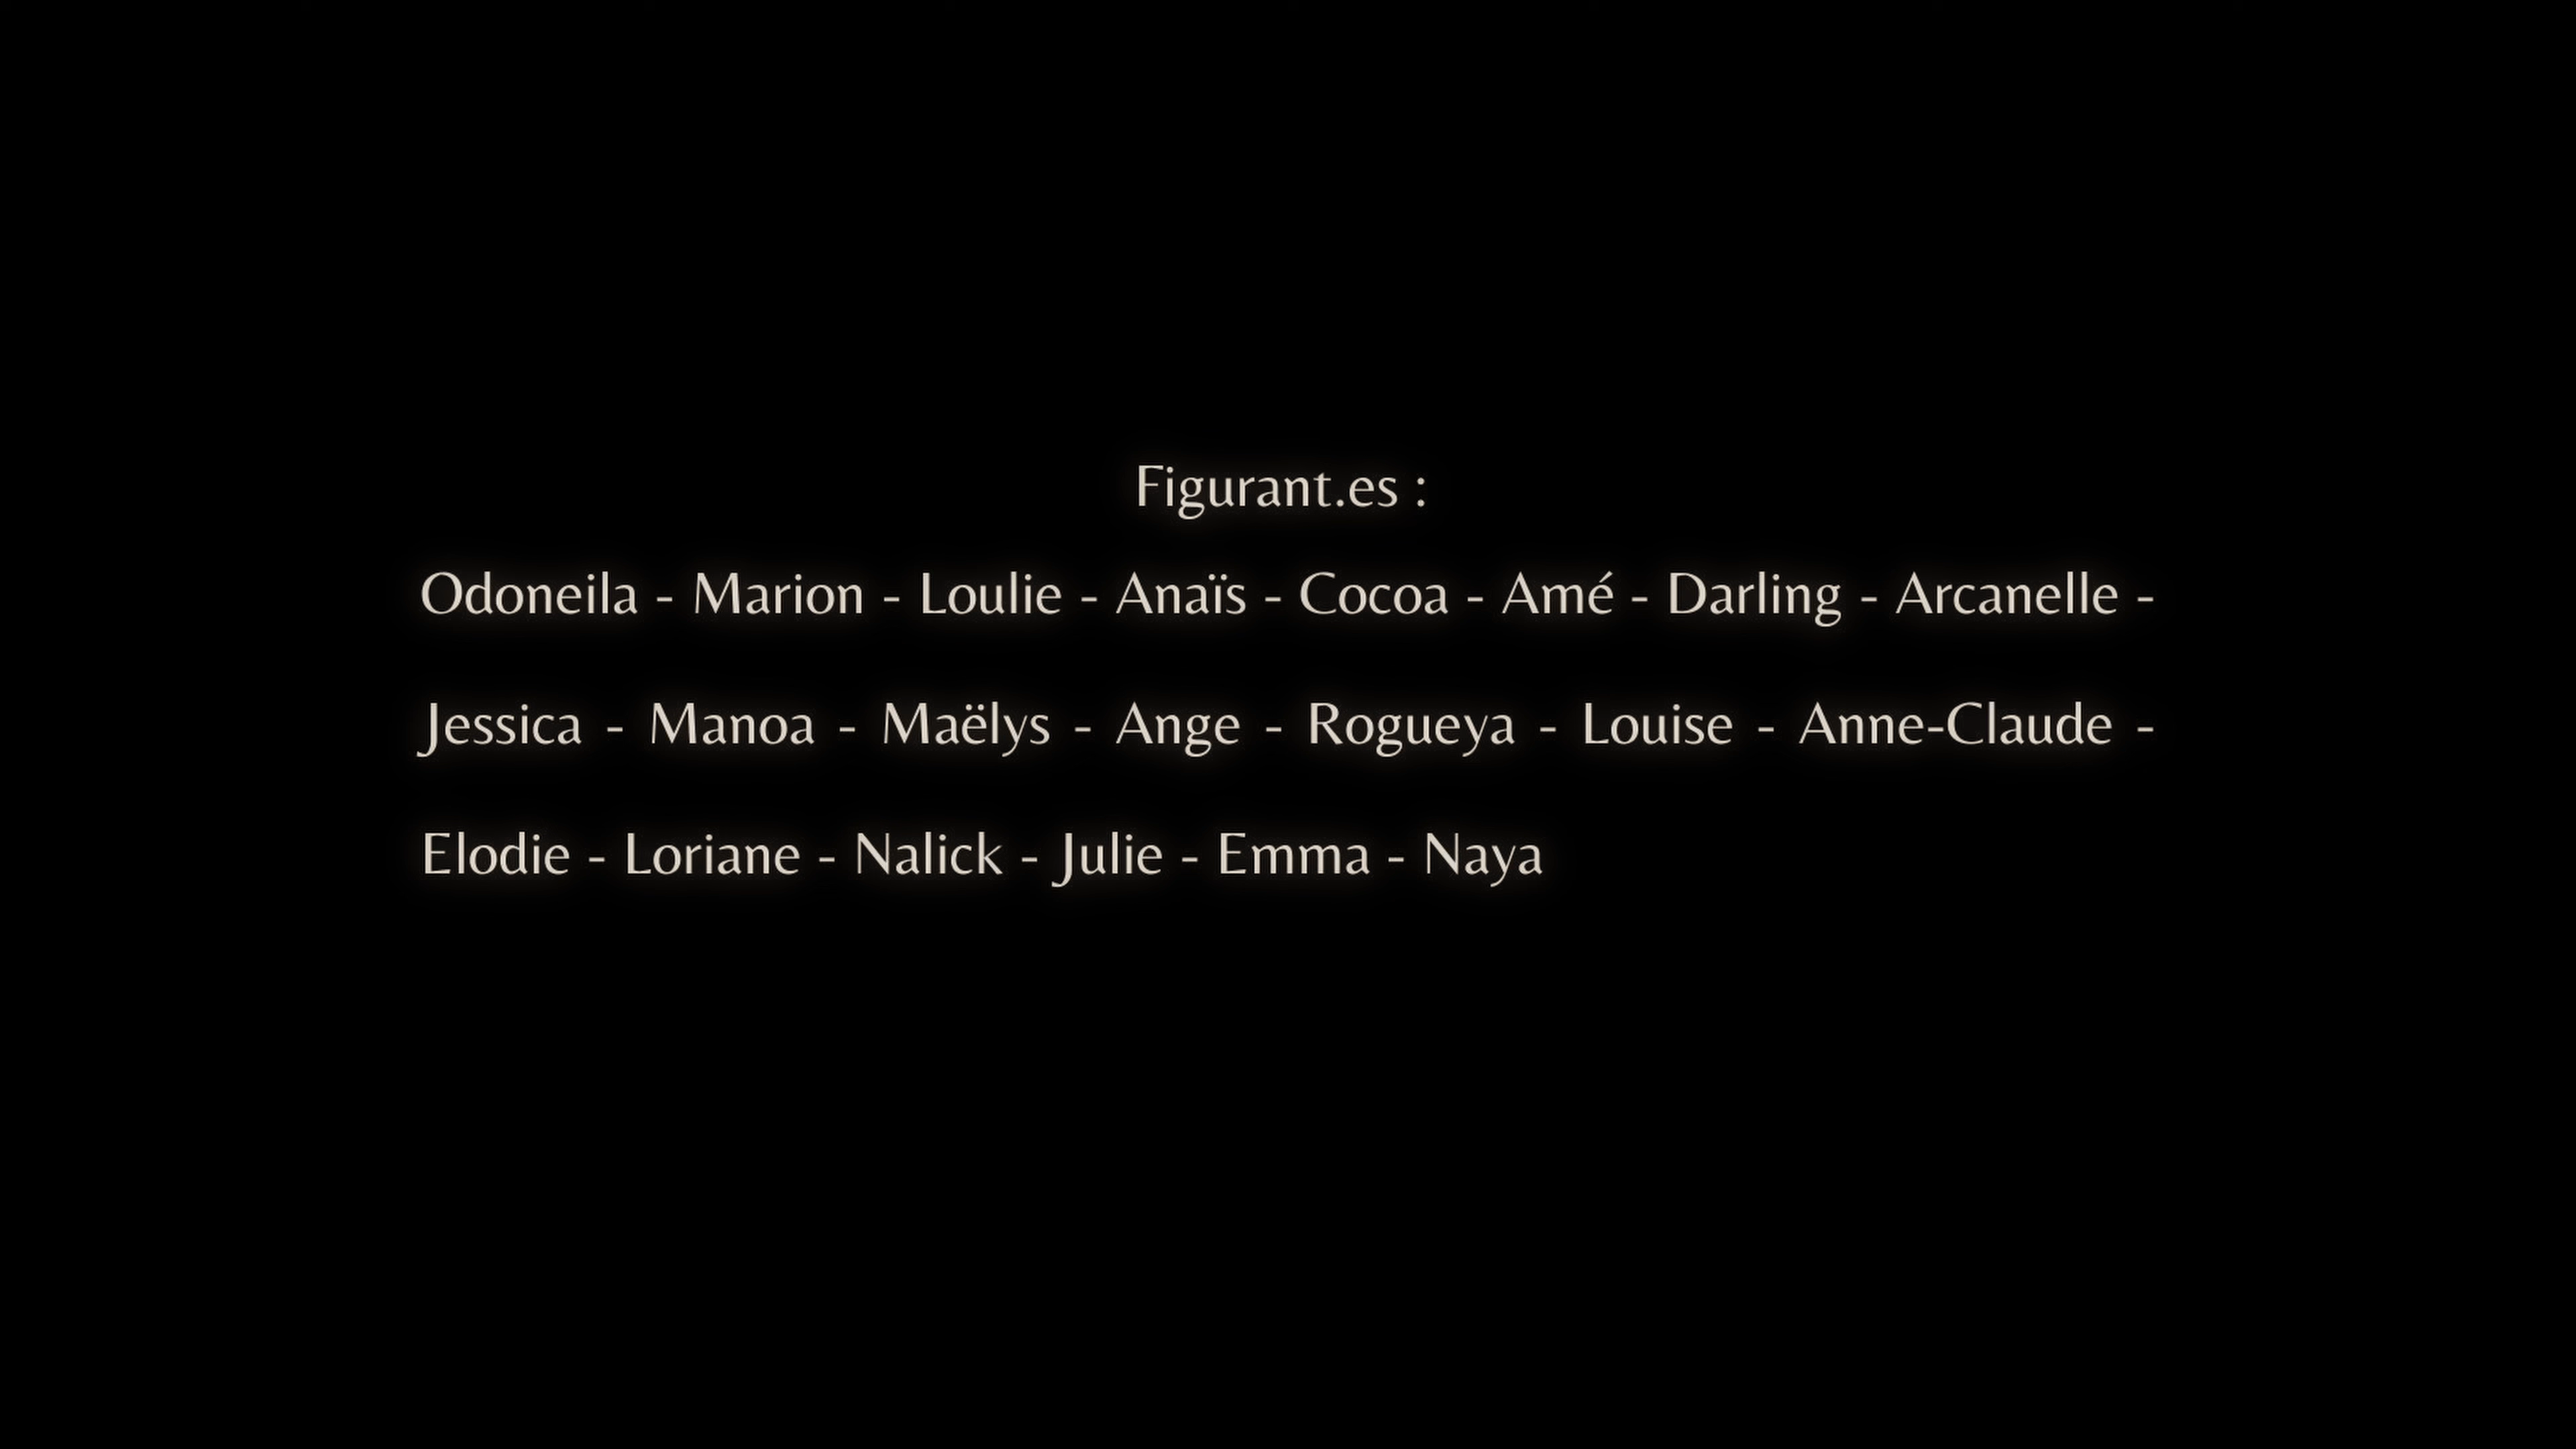 Figurant.es :
Odoneila - Marion - Loulie - Anaïs - Cocoa - Amé - Darling - Arcanelle -
Jessica - Manoa - Maëlys - Ange - Rogueya - Louise - Anne-Claude -
Elodie - Loriane - Nalick - Julie - Emma - Naya